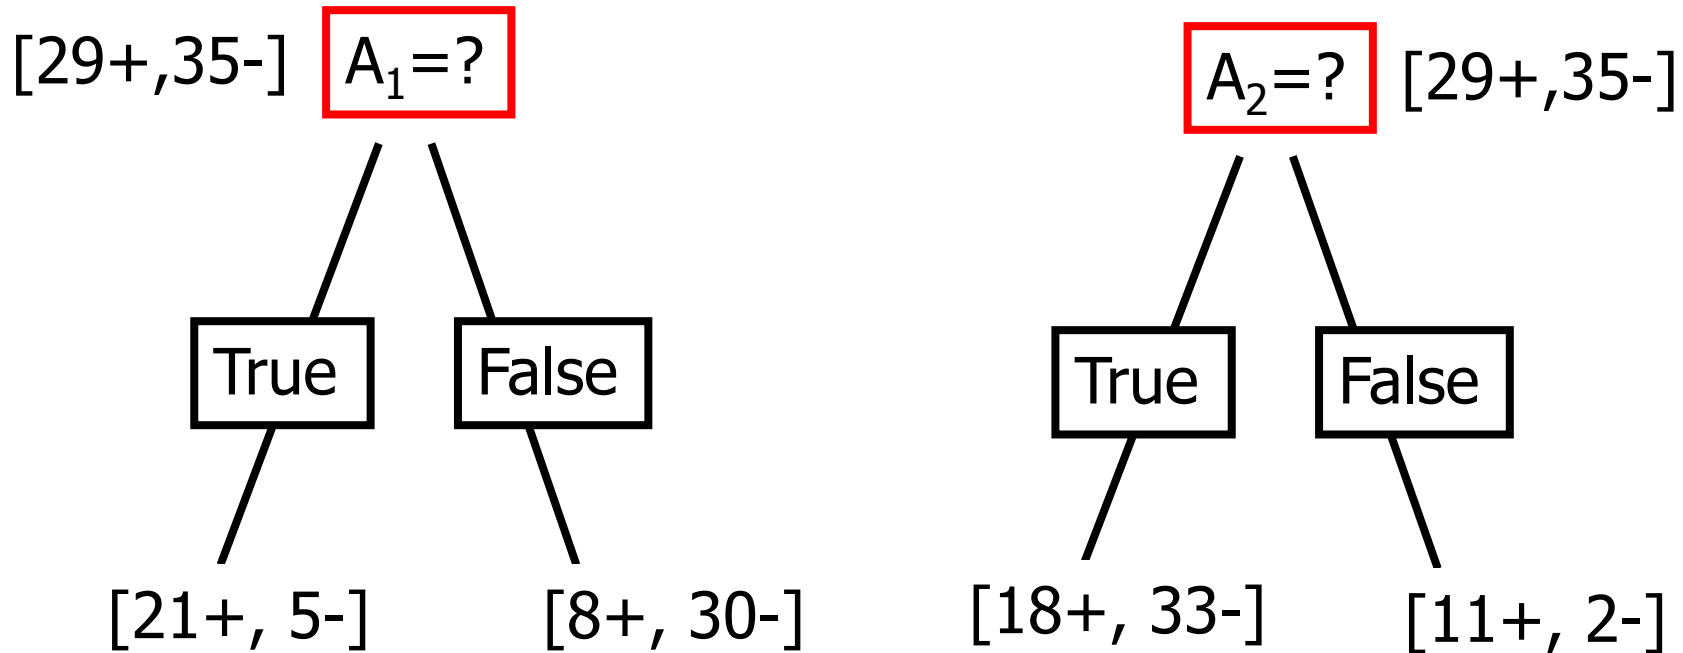 [29+,35-] A₁=?
A₂=? [29+,35-]
True False
True False
[21+, 5-] [8+, 30-]
[18+, 33-] [11+, 2-]